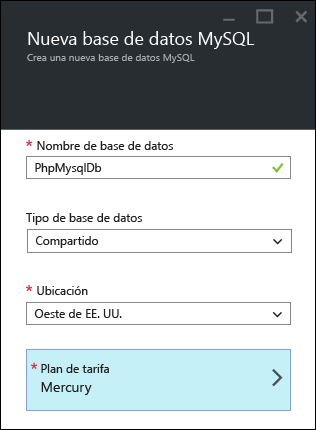 Nueva base de datos MySQL
Crea una nueva base de datos MySQL
* Nombre de base de datos
PhpMysqlDb
Tipo de base de datos
Compartido
* Ubicación
Oeste de EE. UU.
* Plan de tarifa
Mercury